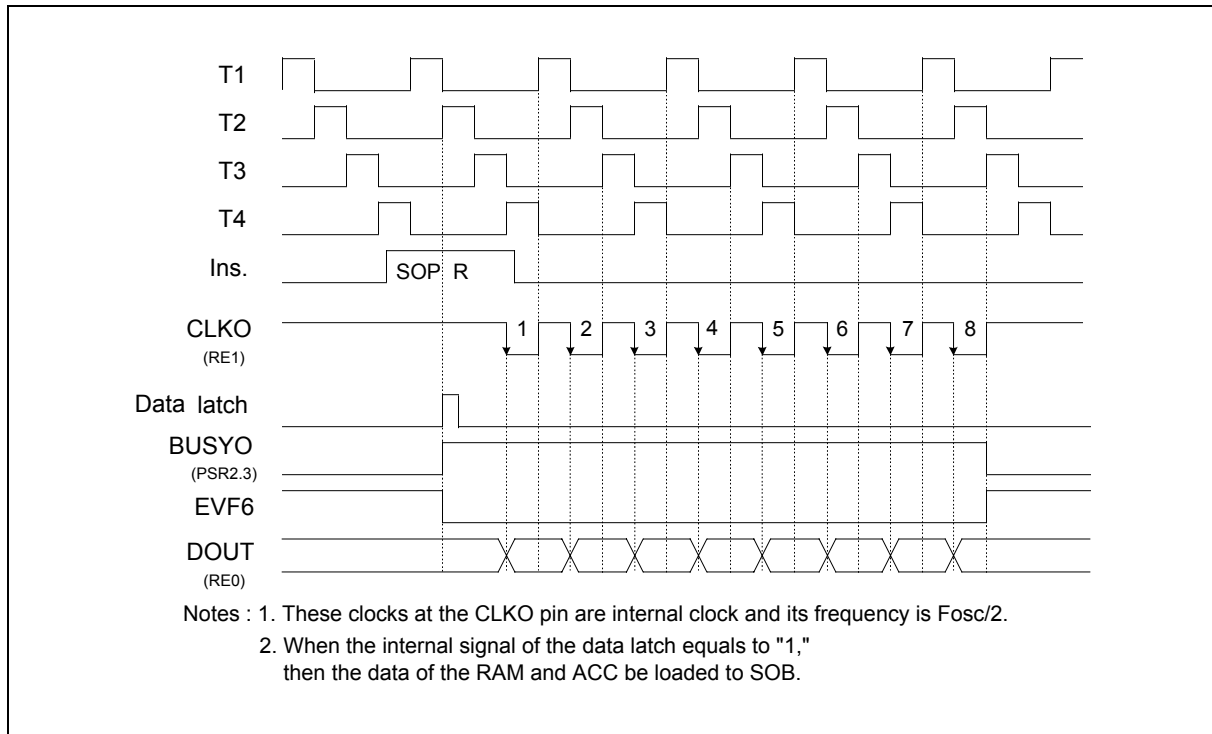 T1
T2
T3
T4
Ins.
SOP R
CLKO
(RE1)
1 2 3 4 5 6 7 8
Data latch
BUSYO
(PSR2.3)
EVF6
DOUT
(RE0)
Notes : 1. These clocks at the CLKO pin are internal clock and its frequency is Fosc/2.
2. When the internal signal of the data latch equals to "1,"
then the data of the RAM and ACC be loaded to SOB.